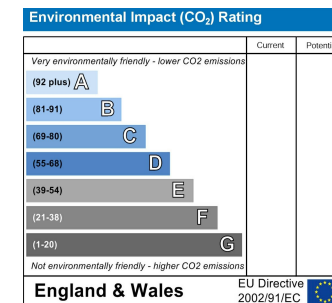 Environmental Impact (CO₂) Rating
Current Potenti
Very environmentally friendly - lower CO2 emissions
(92 plus) A
(81-91) B
(69-80) C
(55-68) D
(39-54) E
(21-38) F
(1-20) G
Not environmentally friendly - higher CO2 emissions
England & Wales
EU Directive
2002/91/EC